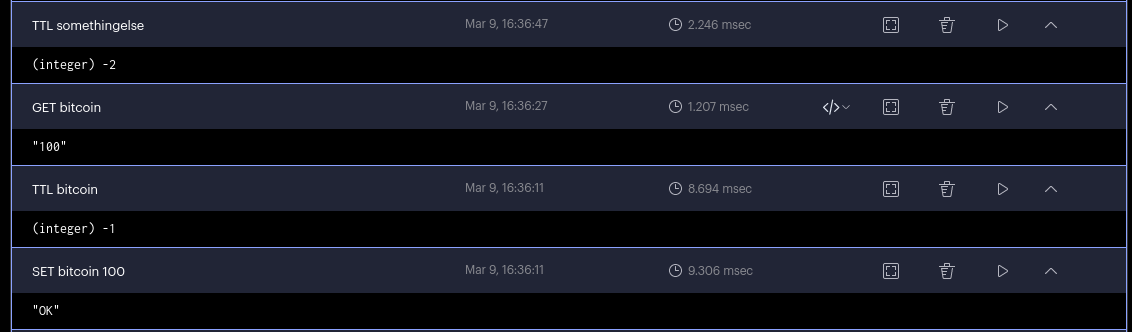 TTL somethingelse Mar 9, 16:36:47 2.246 msec
(integer) -2
GET bitcoin Mar 9, 16:36:27 1.207 msec
"100"
TTL bitcoin Mar 9, 16:36:11 8.694 msec
(integer) -1
SET bitcoin 100 Mar 9, 16:36:11 9.306 msec
"OK"